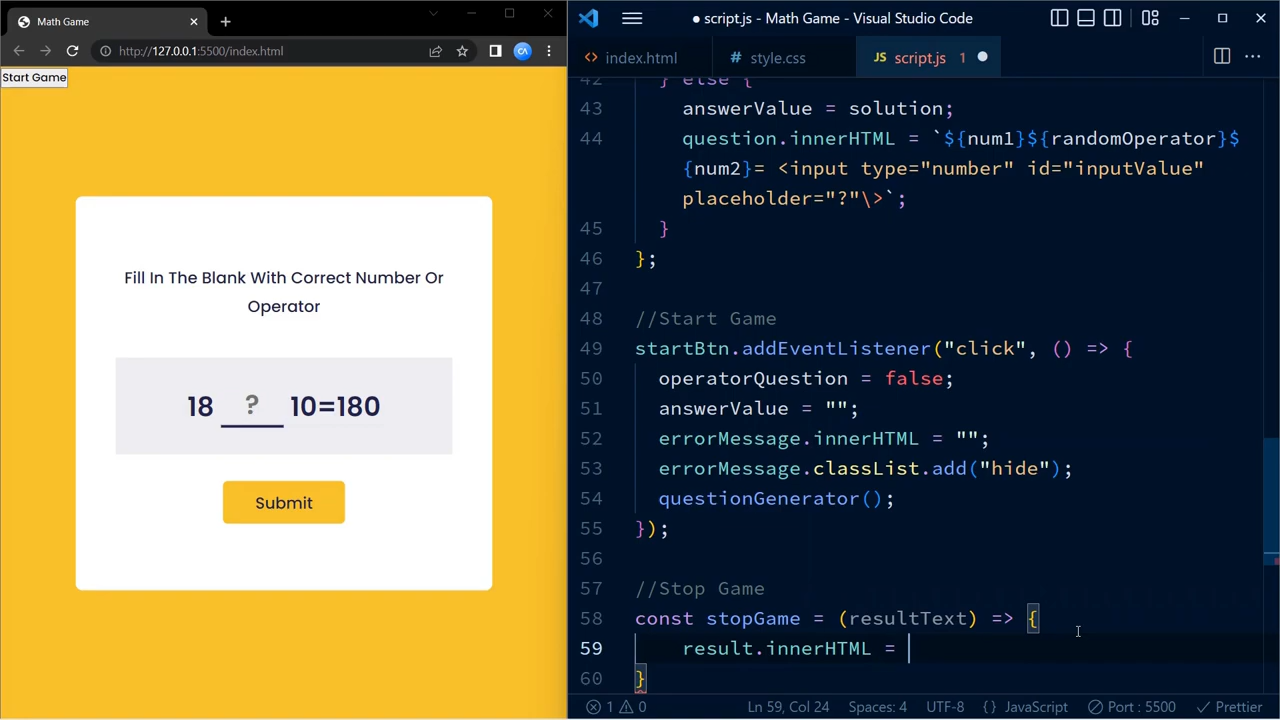 Math Game
http://127.0.0.1:5500/index.html
Start Game
Fill In The Blank With Correct Number Or
Operator
18 ? 10=180
Submit
● script.js - Math Game - Visual Studio Code
<> index.html
# style.css
JS script.js 1
42 } else {
43 answerValue = solution;
44 question.innerHTML = `${num1}${randomOperator}$
{num2}= <input type="number" id="inputValue"
placeholder="?"\>`;
45 }
46 };
47
48 //Start Game
49 startBtn.addEventListener("click", () => {
50 operatorQuestion = false;
51 answerValue = "";
52 errorMessage.innerHTML = "";
53 errorMessage.classList.add("hide");
54 questionGenerator();
55 });
56
57 //Stop Game
58 const stopGame = (resultText) => {
59 result.innerHTML =
60 }
1 0 Ln 59, Col 24 Spaces: 4 UTF-8 {} JavaScript Port : 5500 Prettier